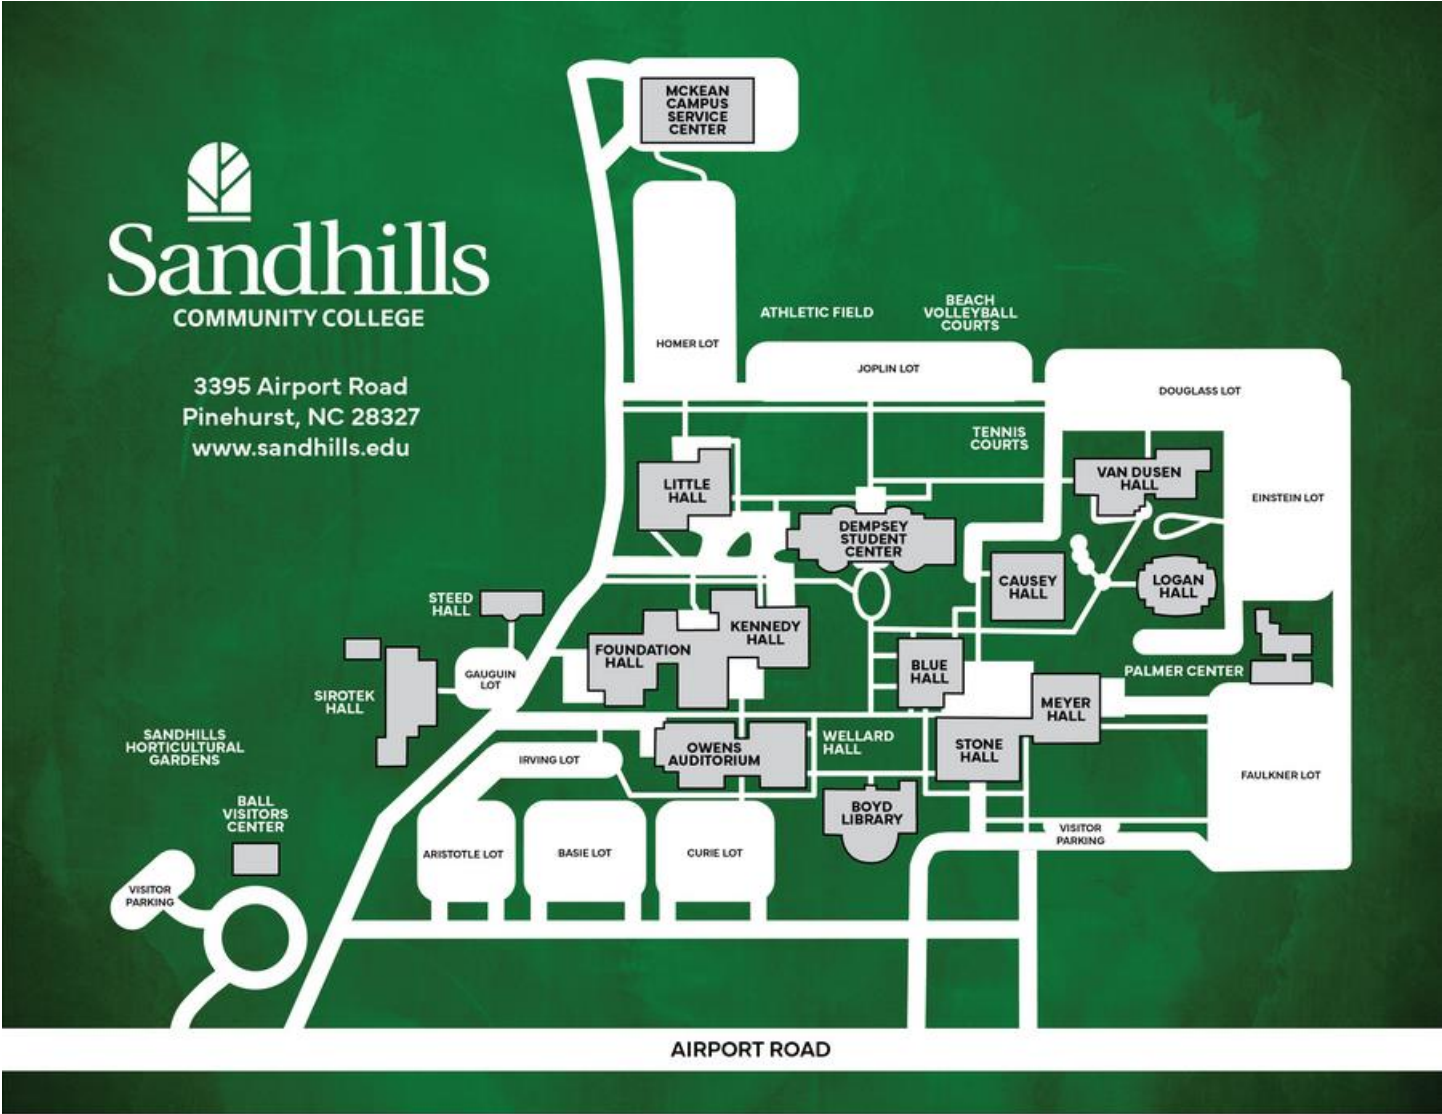 MCKEAN
CAMPUS
SERVICE
CENTER
Sandhills
COMMUNITY COLLEGE
3395 Airport Road
Pinehurst, NC 28327
www.sandhills.edu
HOMER LOT
ATHLETIC FIELD
BEACH
VOLLEYBALL
COURTS
JOPLIN LOT
DOUGLASS LOT
TENNIS
COURTS
LITTLE
HALL
VAN DUSEN
HALL
EINSTEIN LOT
DEMPSEY
STUDENT
CENTER
CAUSEY
HALL
LOGAN
HALL
STEED
HALL
KENNEDY
HALL
FOUNDATION
HALL
GAUGUIN
LOT
BLUE
HALL
PALMER CENTER
SIROTEK
HALL
MEYER
HALL
SANDHILLS
HORTICULTURAL
GARDENS
IRVING LOT
OWENS
AUDITORIUM
WELLARD
HALL
STONE
HALL
FAULKNER LOT
BALL
VISITORS
CENTER
BOYD
LIBRARY
VISITOR
PARKING
ARISTOTLE LOT
BASIE LOT
CURIE LOT
VISITOR
PARKING
AIRPORT ROAD